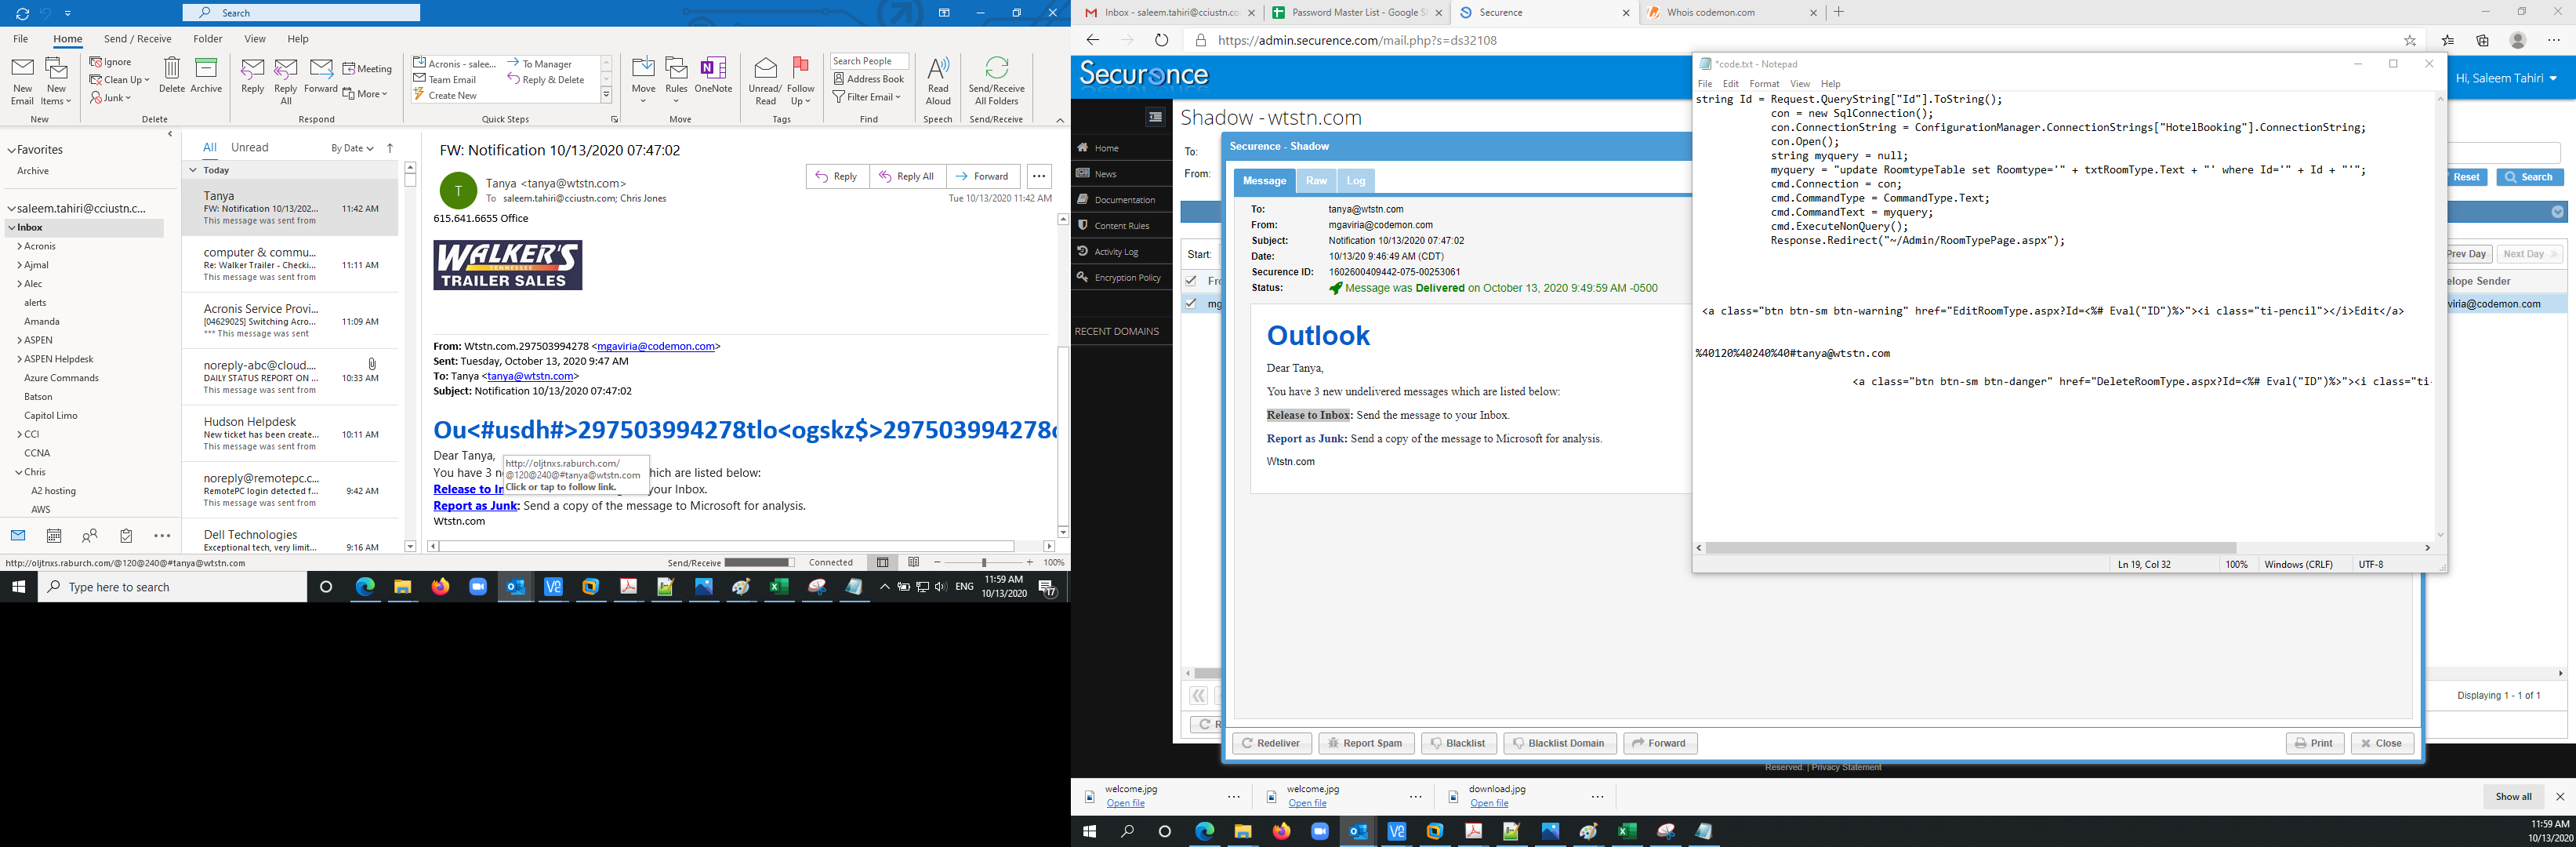 Search
File Home Send / Receive Folder View Help
New Email
New Items
Ignore
Clean Up
Junk
Delete
Archive
Reply
Reply All
Forward
Meeting
More
Acronis - salee...
Team Email
Create New
To Manager
Reply & Delete
Move
Rules
OneNote
Unread/ Read
Follow Up
Search People
Address Book
Filter Email
Read Aloud
Send/Receive All Folders
New Delete Respond Quick Steps Move Tags Find Speech Send/Receive
Favorites
Archive
saleem.tahiri@cciustn.c...
Inbox
Acronis
Ajmal
Alec
alerts
Amanda
ASPEN
ASPEN Helpdesk
Azure Commands
Batson
Capitol Limo
CCI
CCNA
Chris
A2 hosting
AWS
All Unread By Date
Today
Tanya
FW: Notification 10/13/202... 11:42 AM
This message was sent from
computer & commu...
Re: Walker Trailer - Checki... 11:11 AM
This message was sent from
Acronis Service Provi...
[04629025] Switching Acro... 11:09 AM
*** This message was sent
noreply-abc@cloud....
DAILY STATUS REPORT ON ... 10:33 AM
This message was sent from
Hudson Helpdesk
New ticket has been create... 10:11 AM
This message was sent from
noreply@remotepc.c...
RemotePC login detected f... 9:42 AM
This message was sent from
Dell Technologies
Exceptional tech, very limit... 9:16 AM
FW: Notification 10/13/2020 07:47:02
T
Tanya <tanya@wtstn.com>
To saleem.tahiri@cciustn.com; Chris Jones
Reply Reply All Forward
Tue 10/13/2020 11:42 AM
615.641.6655 Office
WALKER'S
TENNESSEE
TRAILER SALES
From: Wtstn.com.297503994278 <mgaviria@codemon.com>
Sent: Tuesday, October 13, 2020 9:47 AM
To: Tanya <tanya@wtstn.com>
Subject: Notification 10/13/2020 07:47:02
Ou<#usdh#>297503994278tlo<ogskz$>297503994278
Dear Tanya,
You have 3 n hich are listed below:
Release to In your Inbox.
Report as Junk: Send a copy of the message to Microsoft for analysis.
Wtstn.com
http://oljtnxs.raburch.com/
@120@240@#tanya@wtstn.com
Click or tap to follow link.
http://oljtnxs.raburch.com/@120@240@#tanya@wtstn.com
Send/Receive Connected 100%
Type here to search
ENG
11:59 AM
10/13/2020
17
Inbox - saleem.tahiri@cciustn.co
Password Master List - Google S
Securence
Whois codemon.com
https://admin.securence.com/mail.php?s=ds32108
Securence
Hi, Saleem Tahiri
Home
News
Documentation
Content Rules
Activity Log
Encryption Policy
RECENT DOMAINS
Shadow - wtstn.com
To:
From:
Reset Search
Start:
Prev Day Next Day
Fro
elope Sender
mg
viria@codemon.com
Displaying 1 - 1 of 1
Securence - Shadow
Message Raw Log
To: tanya@wtstn.com
From: mgaviria@codemon.com
Subject: Notification 10/13/2020 07:47:02
Date: 10/13/20 9:46:49 AM (CDT)
Securence ID: 1602600409442-075-00253061
Status: Message was Delivered on October 13, 2020 9:49:59 AM -0500
Outlook
Dear Tanya,
You have 3 new undelivered messages which are listed below:
Release to Inbox: Send the message to your Inbox.
Report as Junk: Send a copy of the message to Microsoft for analysis.
Wtstn.com
Redeliver Report Spam Blacklist Blacklist Domain Forward Print Close
Reserved. | Privacy Statement
*code.txt - Notepad
File Edit Format View Help
string Id = Request.QueryString["Id"].ToString();
con = new SqlConnection();
con.ConnectionString = ConfigurationManager.ConnectionStrings["HotelBooking"].ConnectionString;
con.Open();
string myquery = null;
myquery = "update RoomtypeTable set Roomtype='" + txtRoomType.Text + "' where Id='" + Id + "'";
cmd.Connection = con;
cmd.CommandType = CommandType.Text;
cmd.CommandText = myquery;
cmd.ExecuteNonQuery();
Response.Redirect("~/Admin/RoomTypePage.aspx");
<a class="btn btn-sm btn-warning" href="EditRoomType.aspx?Id=<%# Eval("ID")%>"><i class="ti-pencil"></i>Edit</a>
%40120%40240%40#tanya@wtstn.com
<a class="btn btn-sm btn-danger" href="DeleteRoomType.aspx?Id=<%# Eval("ID")%>"><i class="ti-
Ln 19, Col 32 100% Windows (CRLF) UTF-8
welcome.jpg
Open file
welcome.jpg
Open file
download.jpg
Open file
Show all
11:59 AM
10/13/2020